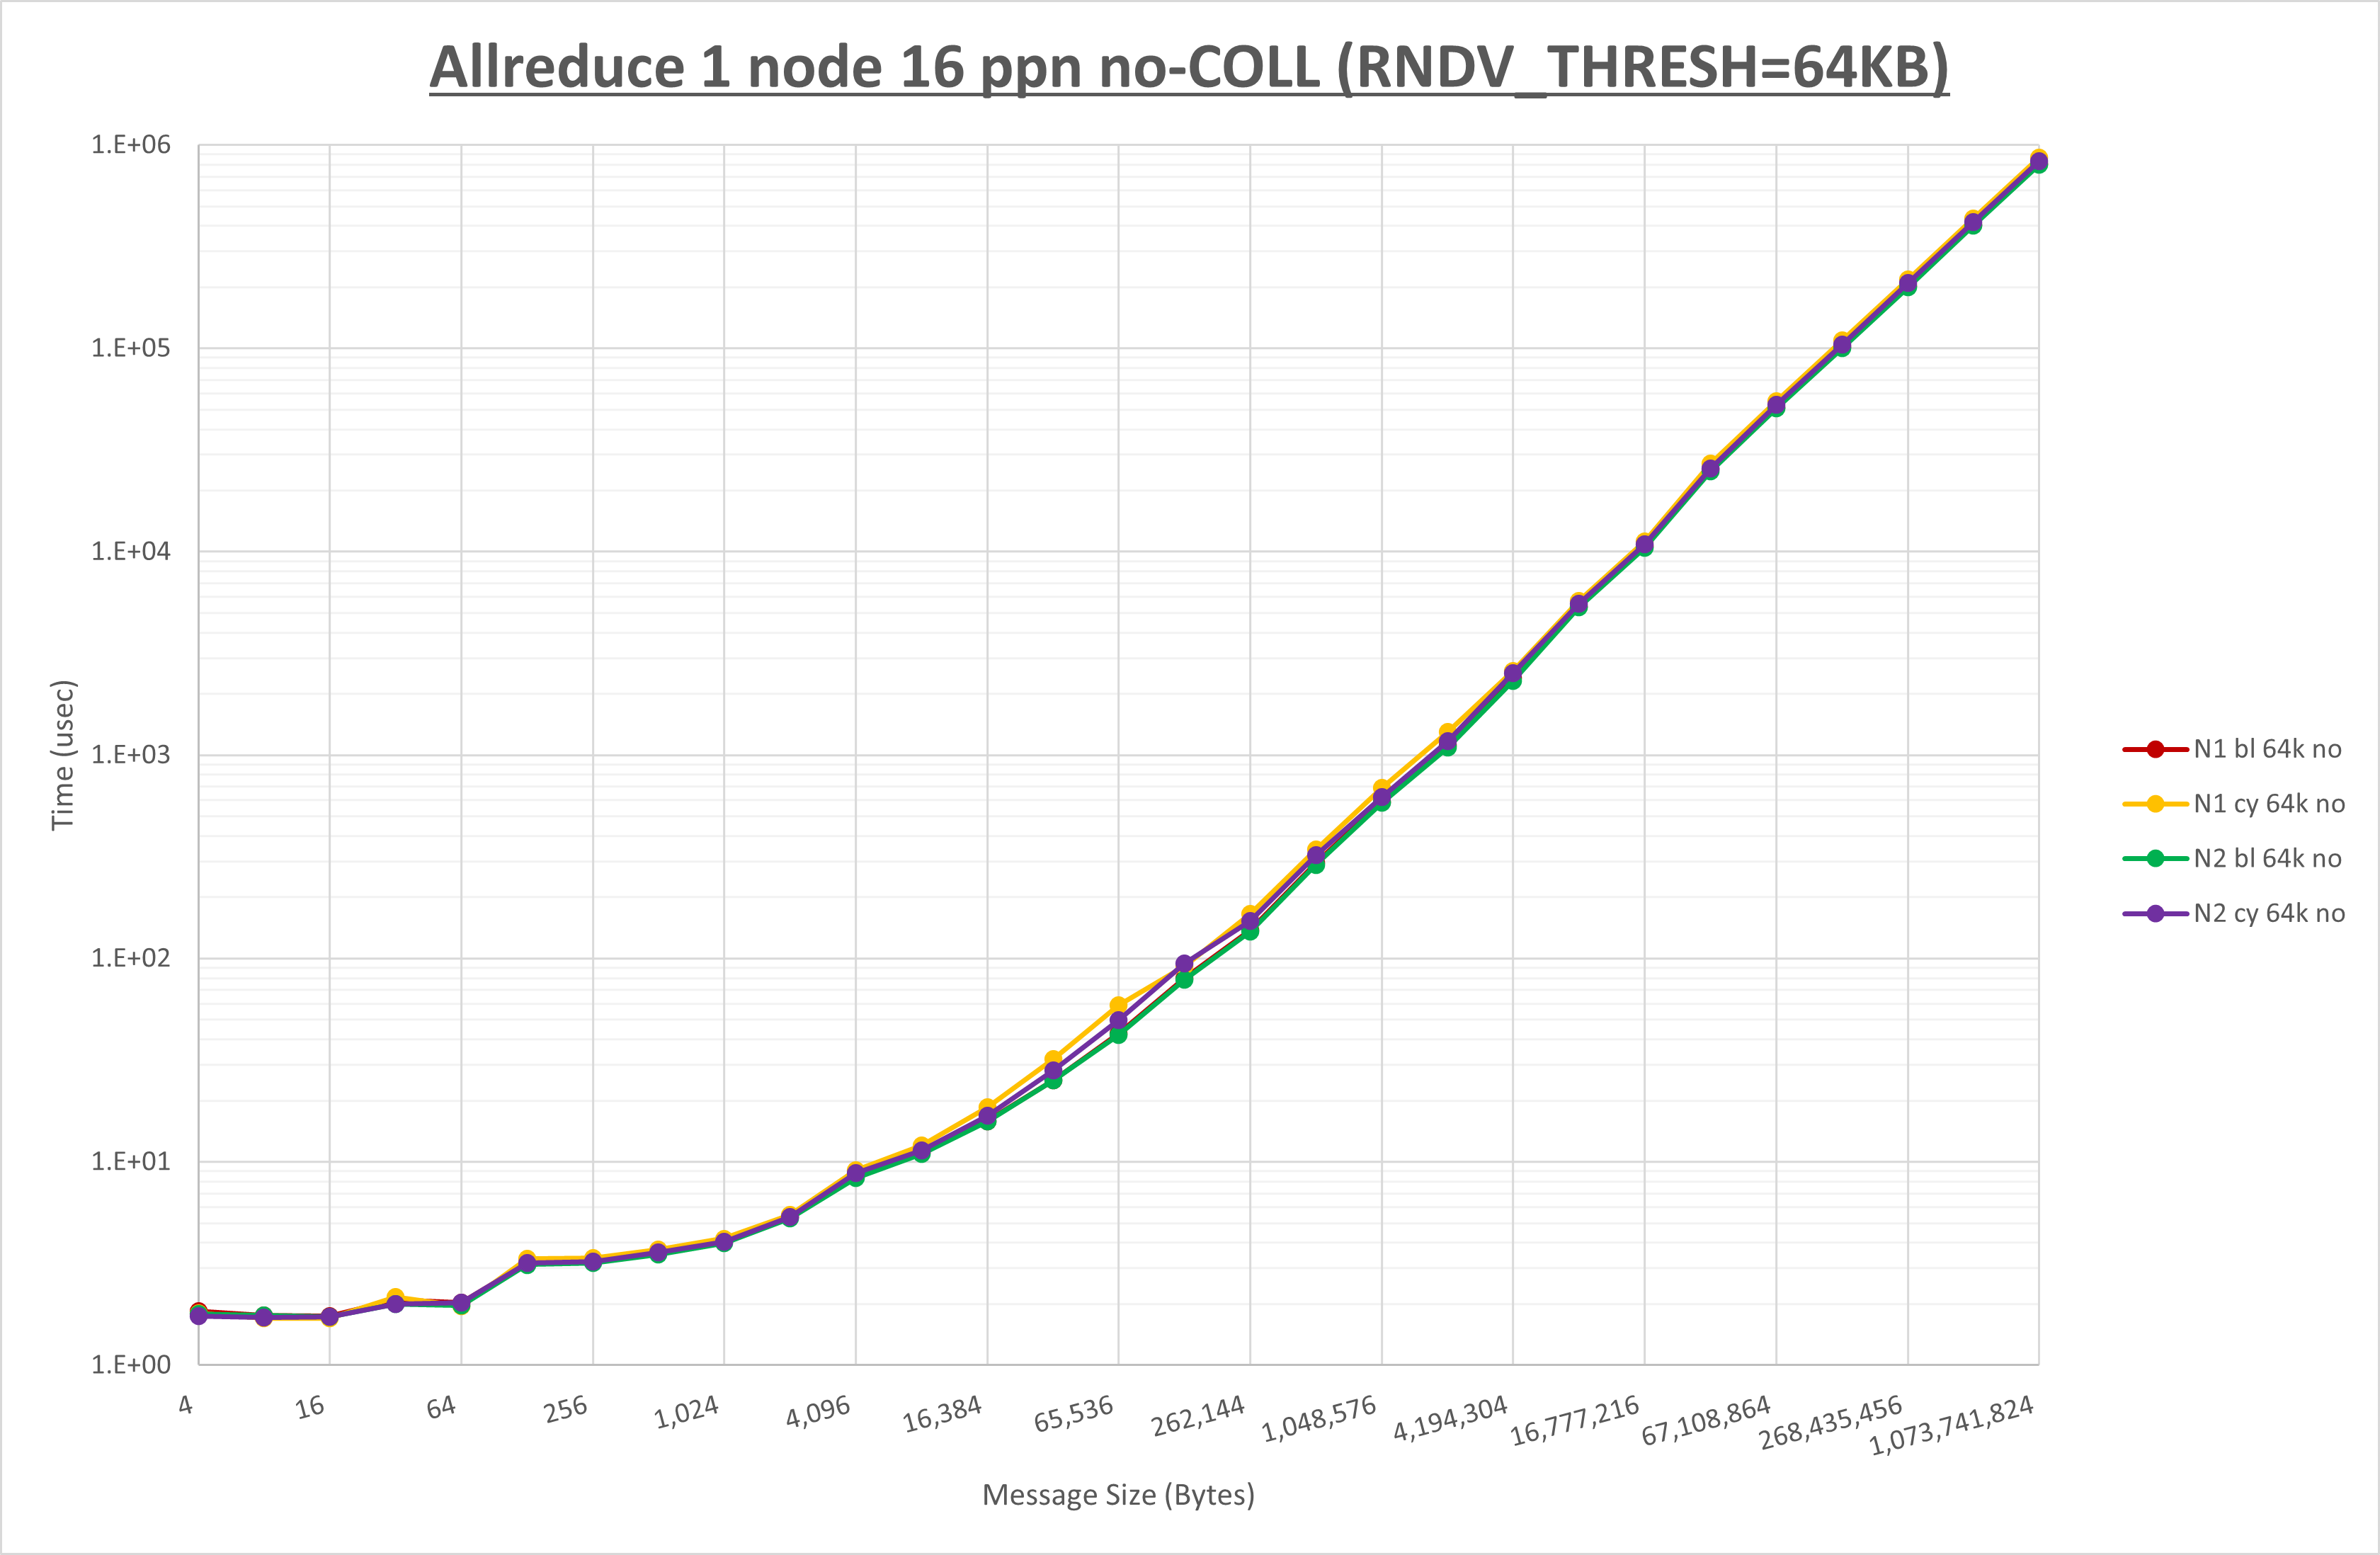 Allreduce 1 node 16 ppn no-COLL (RNDV_THRESH=64KB)
1.E+06
1.E+05
1.E+04
1.E+03
1.E+02
1.E+01
1.E+00
Time (usec)
4
16
64
256
1,024
4,096
16,384
65,536
262,144
1,048,576
4,194,304
16,777,216
67,108,864
268,435,456
1,073,741,824
Message Size (Bytes)
N1 bl 64k no
N1 cy 64k no
N2 bl 64k no
N2 cy 64k no